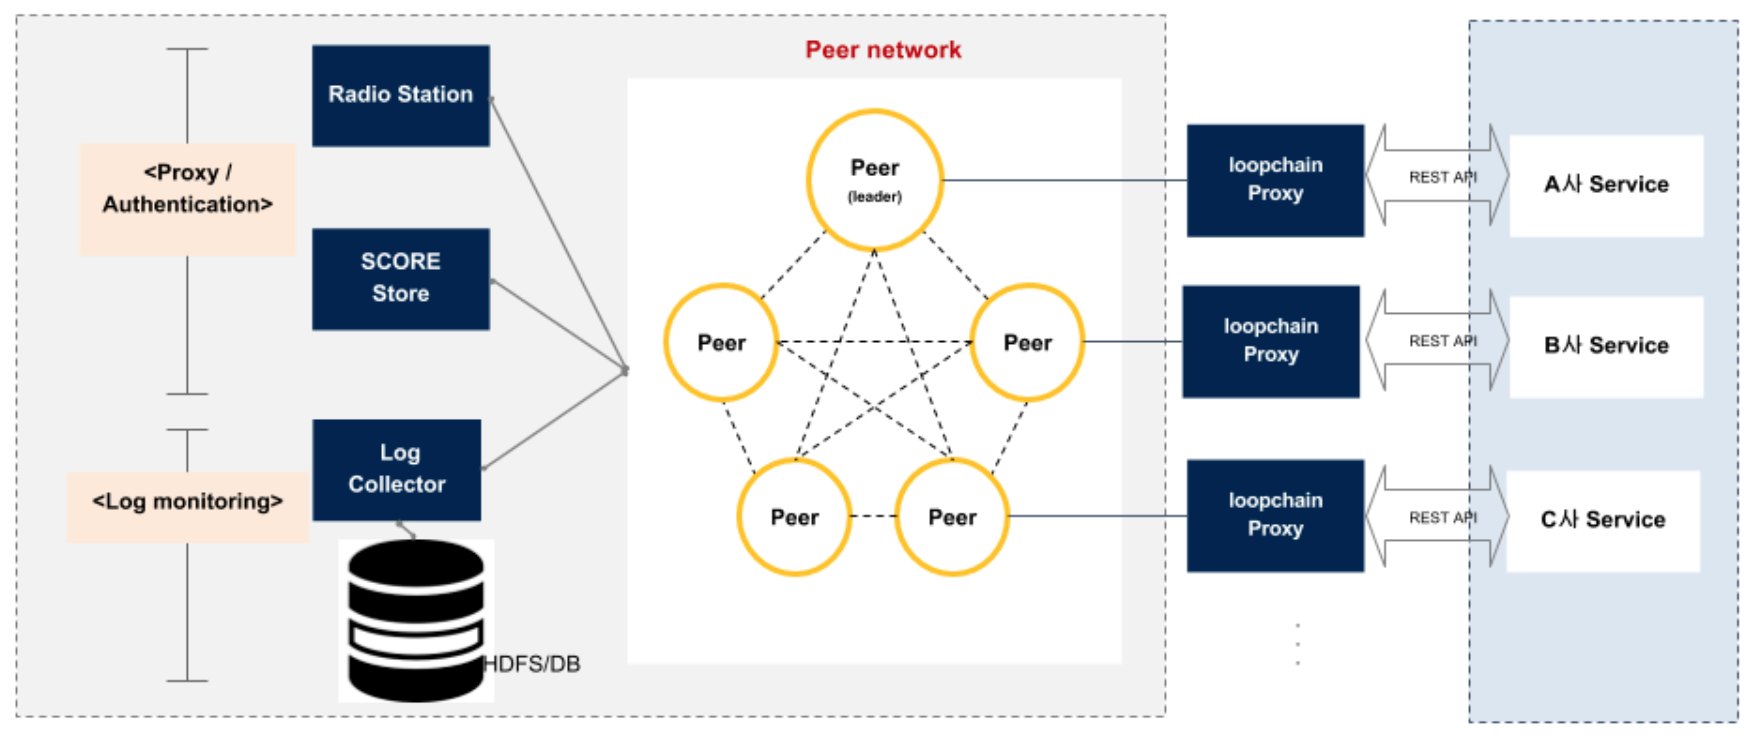 Peer network
Radio Station
<Proxy /
Authentication>
SCORE
Store
Log
Collector
<Log monitoring>
HDFS/DB
Peer
(leader)
Peer
Peer
Peer
Peer
loopchain
Proxy
REST API
A사 Service
loopchain
Proxy
REST API
B사 Service
loopchain
Proxy
REST API
C사 Service